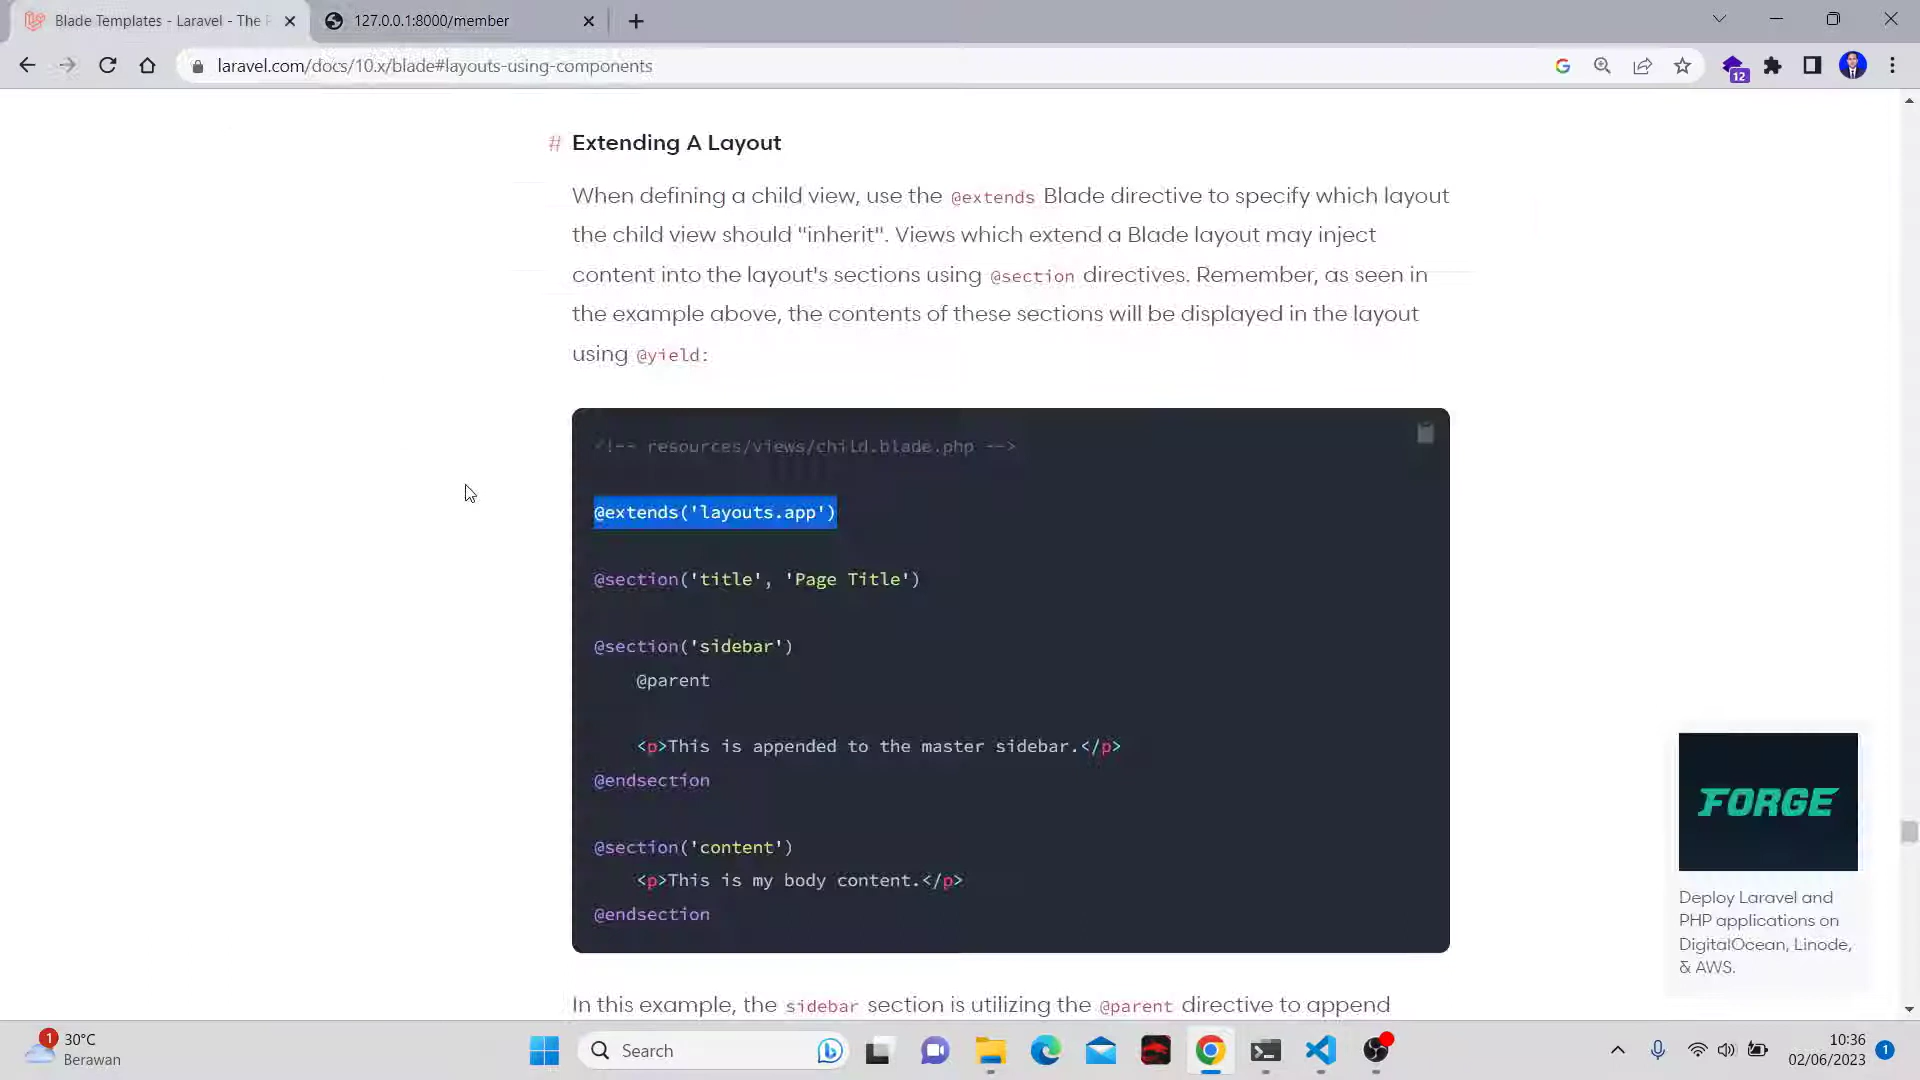 Blade Templates - Laravel - The P
127.0.0.1:8000/member
laravel.com/docs/10.x/blade#layouts-using-components
12
# Extending A Layout
When defining a child view, use the @extends Blade directive to specify which layout
the child view should "inherit". Views which extend a Blade layout may inject
content into the layout's sections using @section directives. Remember, as seen in
the example above, the contents of these sections will be displayed in the layout
using @yield:
<!-- resources/views/child.blade.php -->
@extends('layouts.app')
@section('title', 'Page Title')
@section('sidebar')
@parent
<p>This is appended to the master sidebar.</p>
@endsection
@section('content')
<p>This is my body content.</p>
@endsection
FORGE
Deploy Laravel and
PHP applications on
DigitalOcean, Linode,
& AWS.
In this example, the sidebar section is utilizing the @parent directive to append
1
30°C
Berawan
Search
10:36
02/06/2023
1